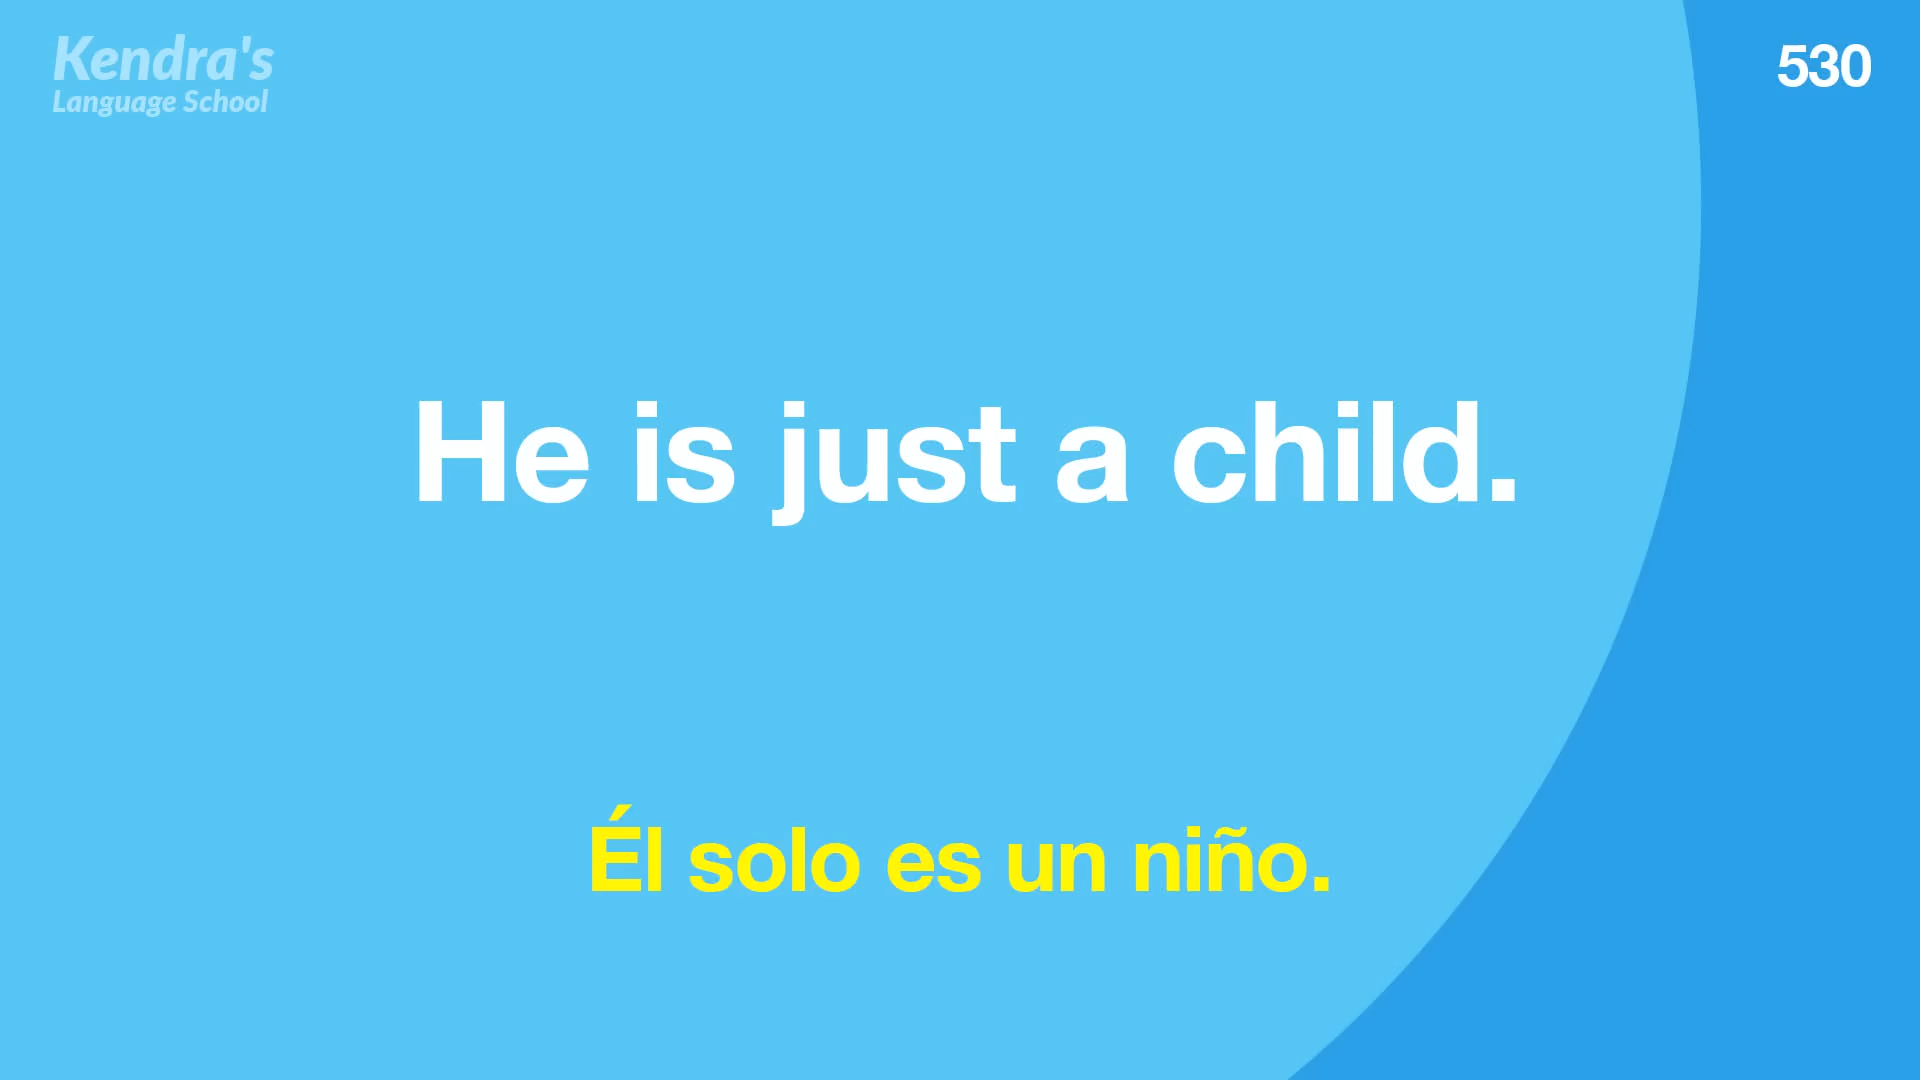 Kendra's
Language School
530
He is just a child.
Él solo es un niño.